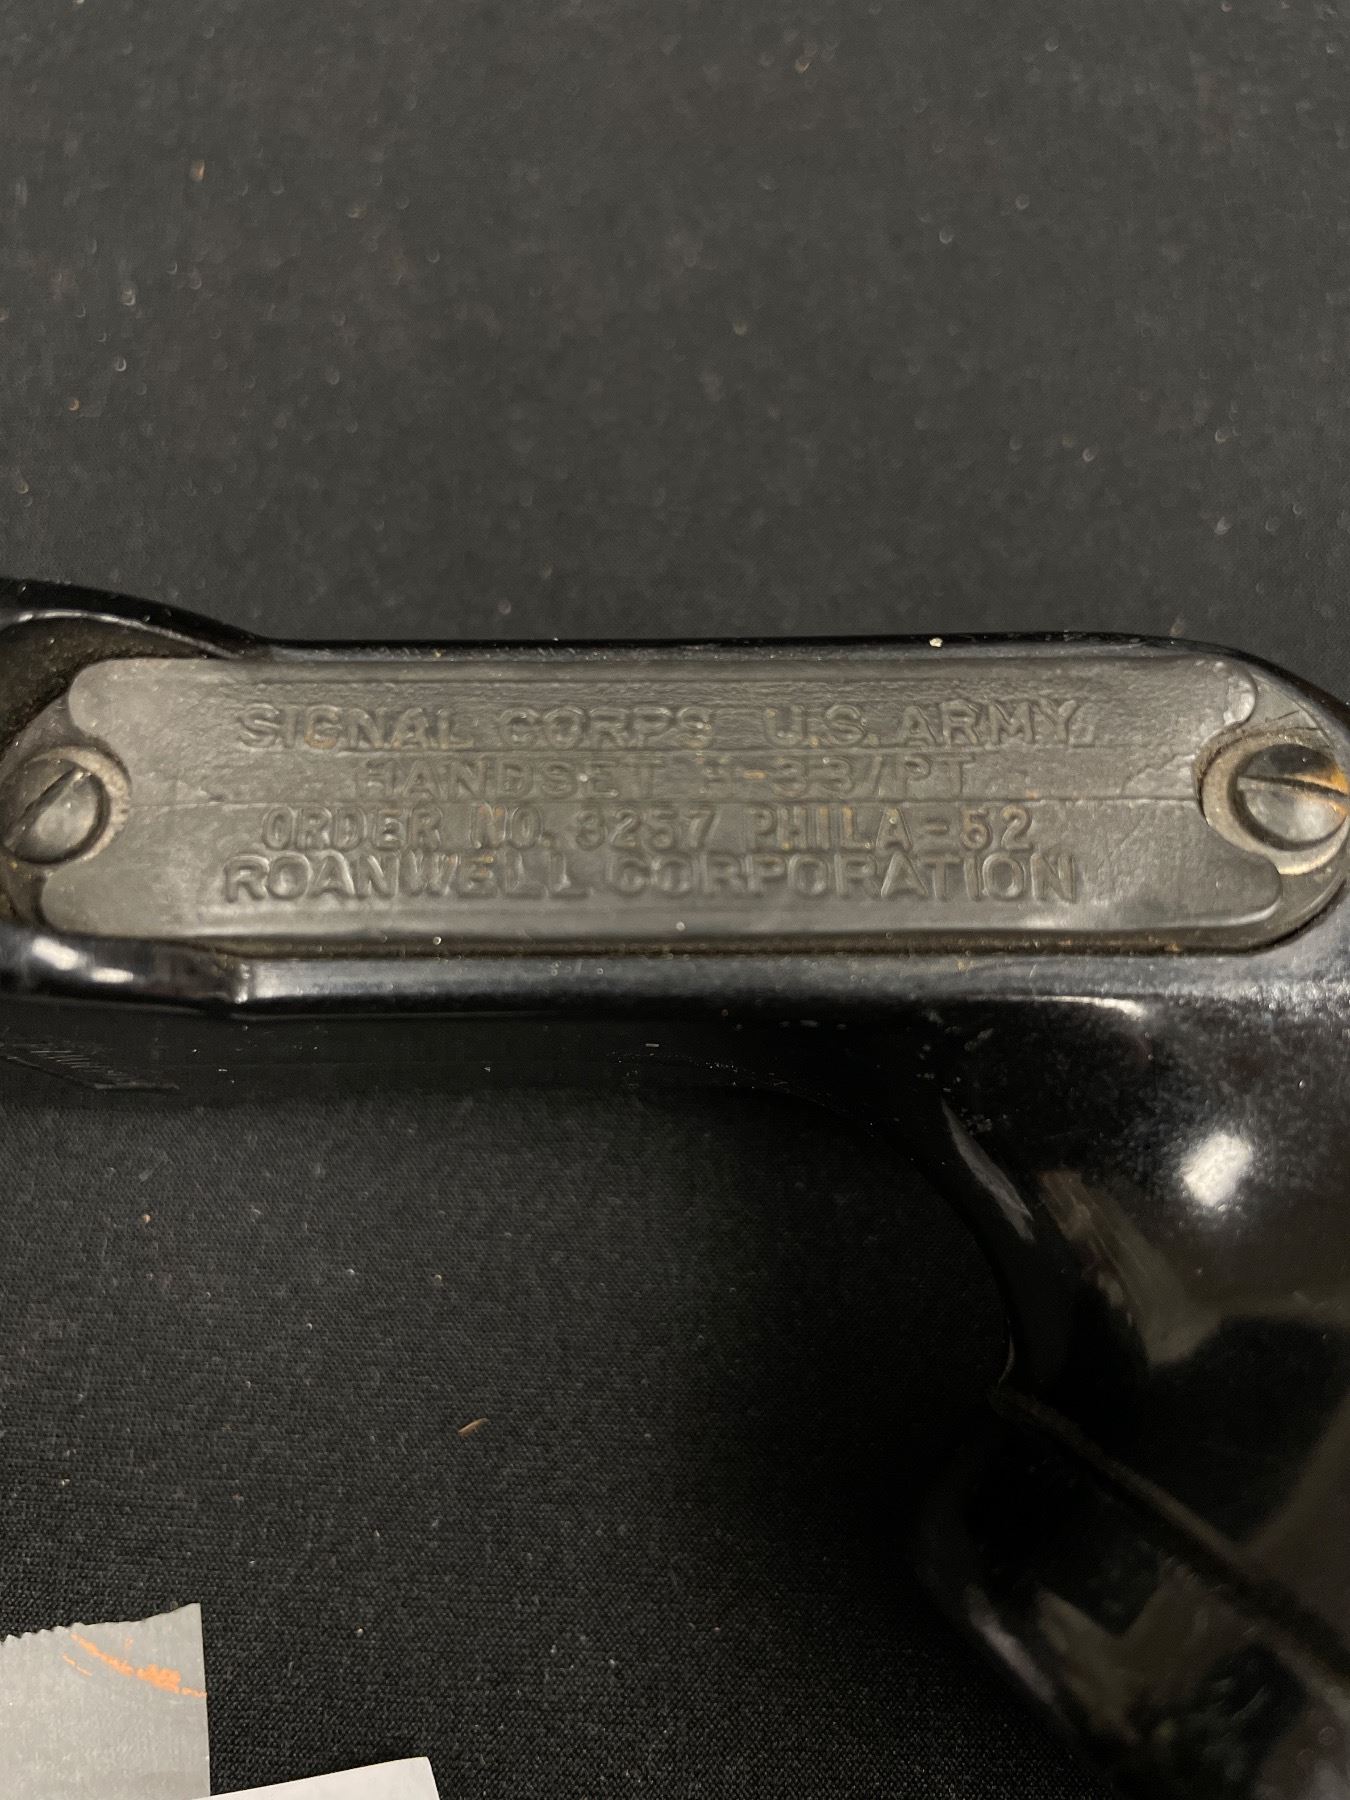 SIGNAL CORPS U.S. ARMY.
HANDSET H-33/PT
ORDER NO. 3257 PHILA-52
ROANWELL CORPORATION